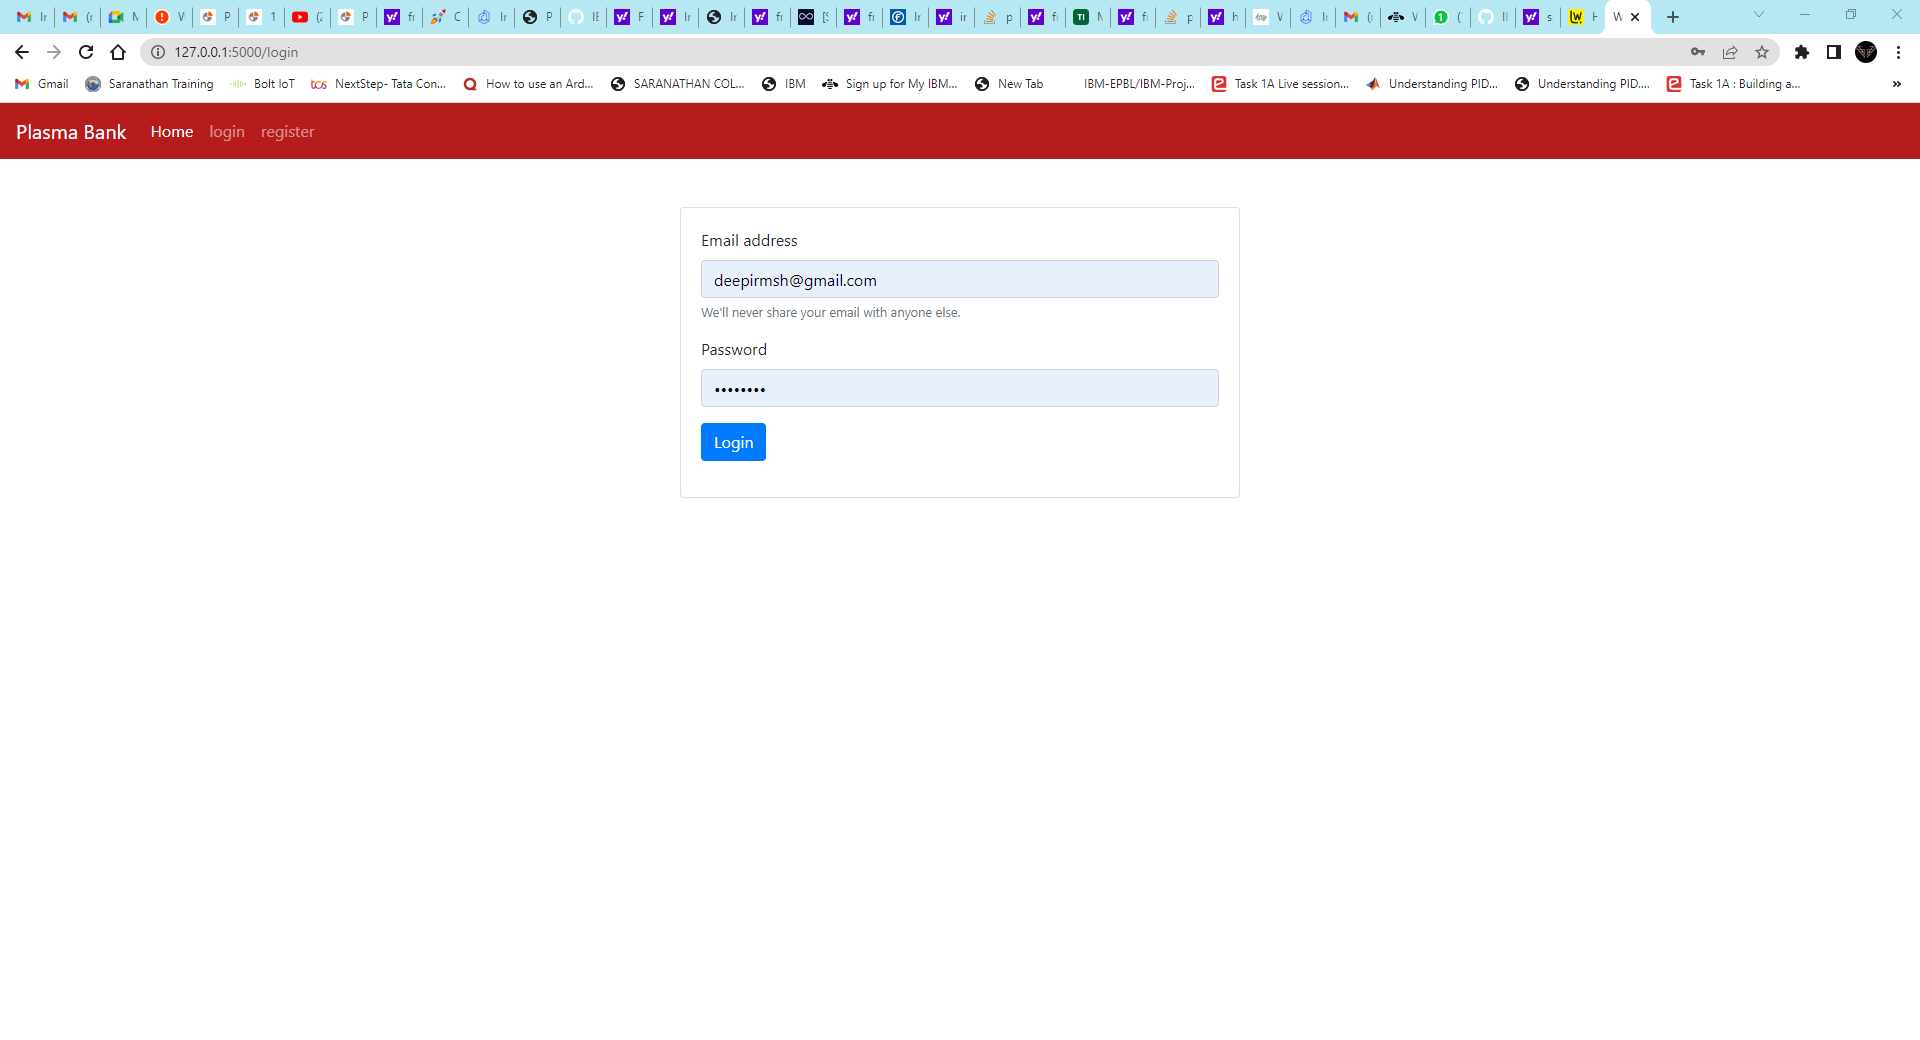 127.0.0.1:5000/login
Gmail Saranathan Training Bolt IoT NextStep- Tata Con... How to use an Ard... SARANATHAN COL... IBM Sign up for My IBM... New Tab IBM-EPBL/IBM-Proj... Task 1A Live session... Understanding PID... Understanding PID.... Task 1A : Building a... »
Plasma Bank Home login register
Email address
deepirmsh@gmail.com
We'll never share your email with anyone else.
Password
••••••••
Login